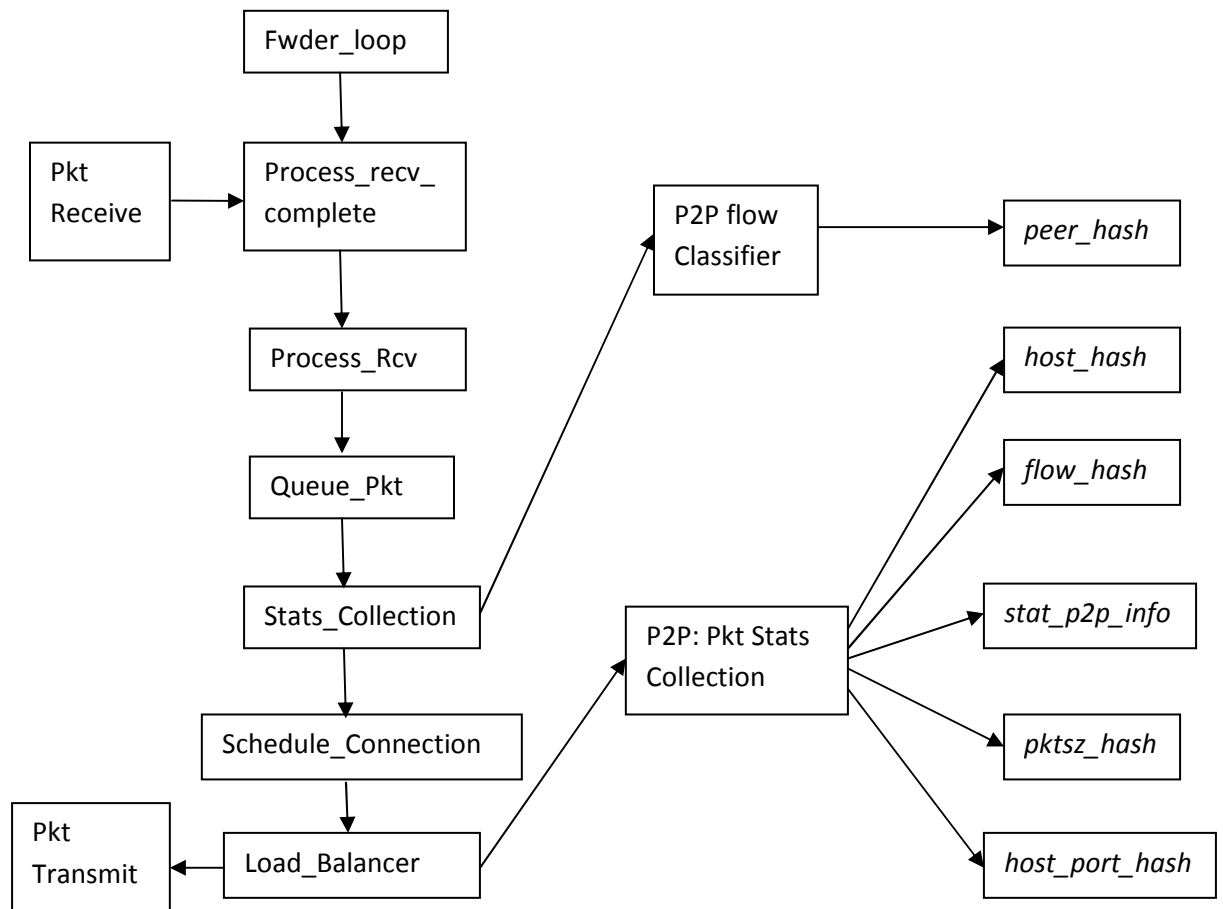 Fwder_loop
Pkt
Receive
Process_recv_
complete
P2P flow
Classifier
peer_hash
Process_Rcv
host_hash
Queue_Pkt
flow_hash
Stats_Collection
P2P: Pkt Stats
Collection
stat_p2p_info
Schedule_Connection
pktsz_hash
Pkt
Transmit
Load_Balancer
host_port_hash